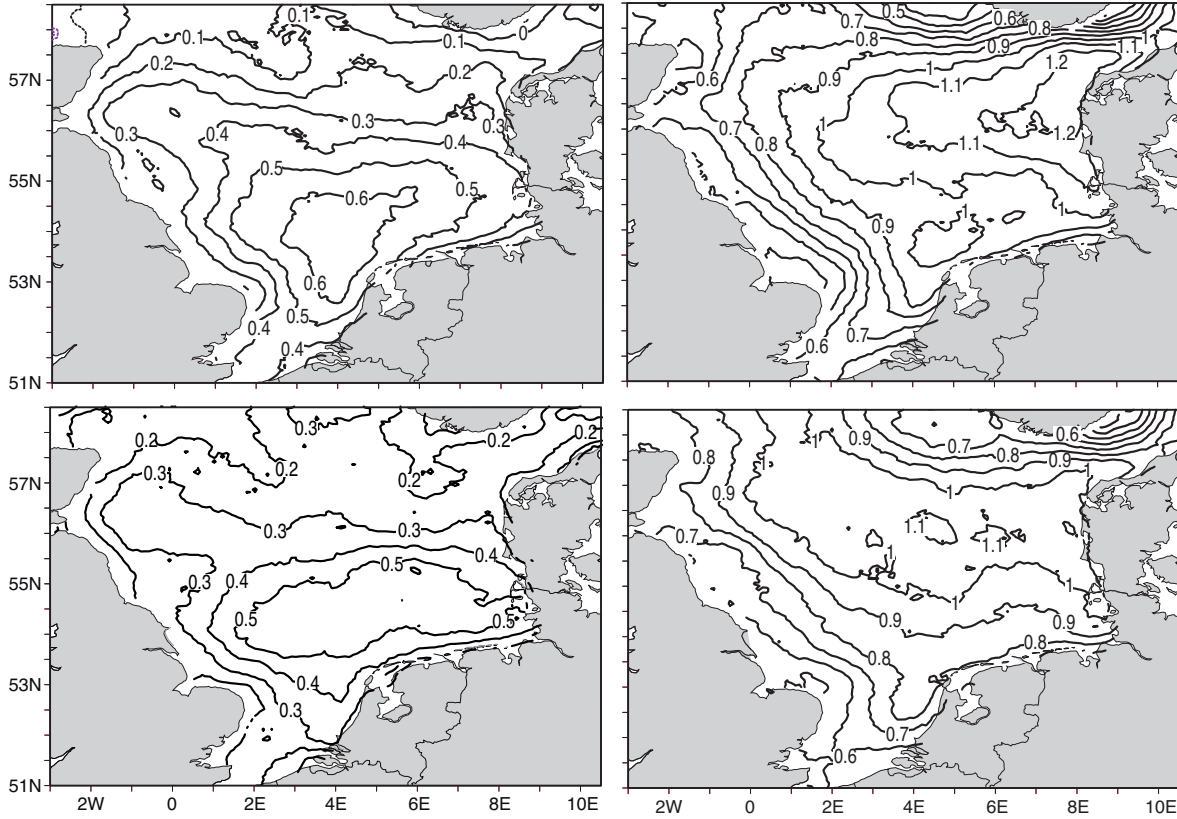 0.1 0.7 0.5 0.6
0.1 0.1 0 0.8 0.8 1
57N 0.2 0.2 0.6 0.9 0.9 1 1.2 1.1
1.1
0.3 0.4 0.3 0.3 0.7 0.8 1 1.2
0.4 1.1
55N 0.5 0.5 1 1
0.6 0.9 1
53N 0.6
0.4 0.5 0.4 0.6 0.7
51N
0.3 0.2 0.2 1 0.9 0.7 0.6
0.2 0.8 0.8
57N 0.3 0.2 0.2 0.9 1 0.9 1
0.3 0.3 0.7 1.1 1.1
0.4 1
55N 0.3 0.4 0.5 1 1
0.5 0.5 0.9 0.9
0.8 0.8
53N 0.4
0.3 0.7
0.6
51N
2W 0 2E 4E 6E 8E 10E 2W 0 2E 4E 6E 8E 10E